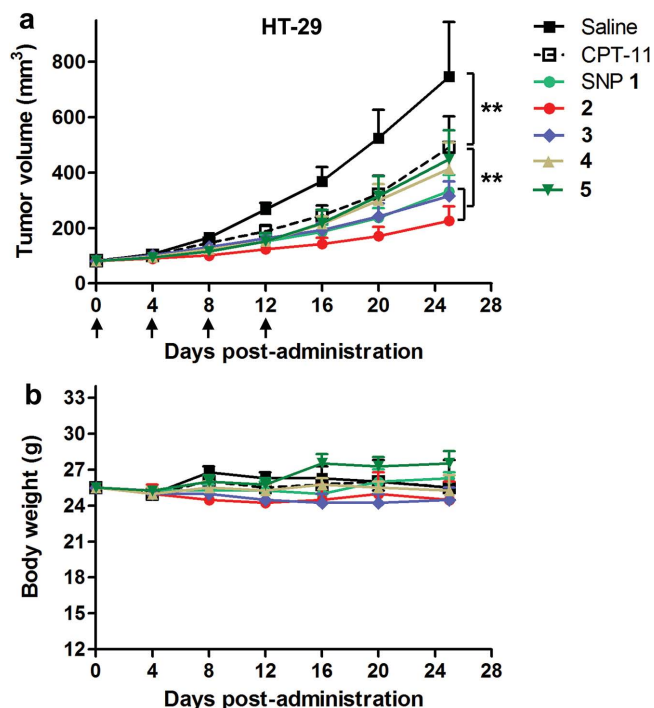 a
HT-29
Tumor volume (mm³)
800
600
400
200
0
0 4 8 12 16 20 24 28
Days post-administration
**
**
Saline
CPT-11
SNP 1
2
3
4
5
b
Body weight (g)
33
30
27
24
21
18
15
12
0 4 8 12 16 20 24 28
Days post-administration